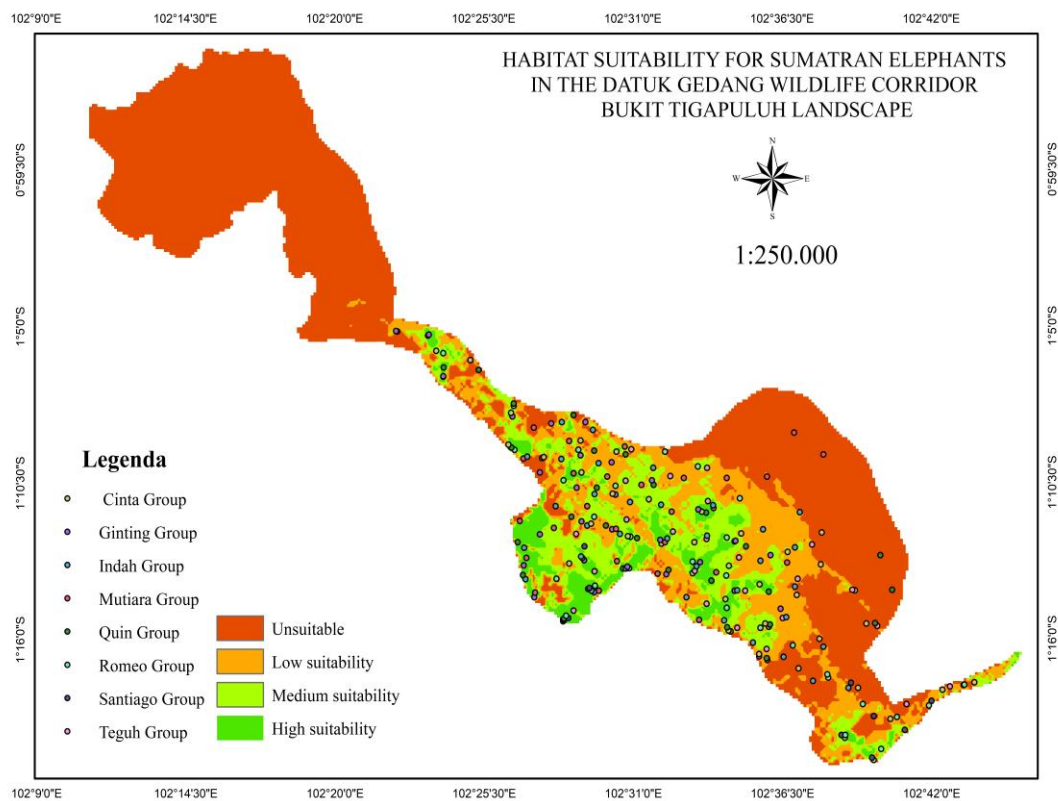 102°9'0"E 102°14'30"E 102°20'0"E 102°25'30"E 102°31'0"E 102°36'30"E 102°42'0"E
HABITAT SUITABILITY FOR SUMATRAN ELEPHANTS
IN THE DATUK GEDANG WILDLIFE CORRIDOR
BUKIT TIGAPULUH LANDSCAPE
N
W E
S
1:250.000
0°59'30"S 0°59'30"S
1°5'0"S 1°5'0"S
1°10'30"S 1°10'30"S
1°16'0"S 1°16'0"S
Legenda
Cinta Group
Ginting Group
Indah Group
Mutiara Group
Quin Group
Romeo Group
Santiago Group
Teguh Group
Unsuitable
Low suitability
Medium suitability
High suitability
102°9'0"E 102°14'30"E 102°20'0"E 102°25'30"E 102°31'0"E 102°36'30"E 102°42'0"E